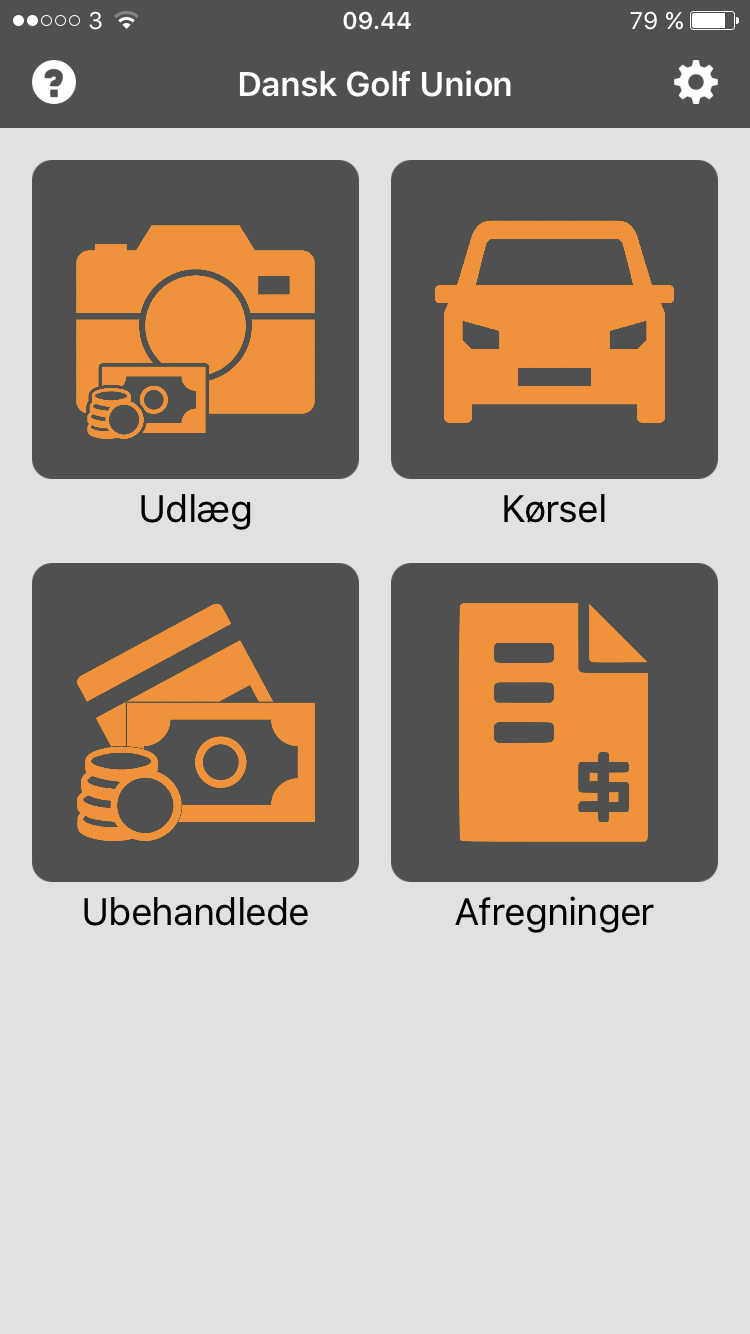 3 09.44 79 %
Dansk Golf Union
Udlæg Kørsel
Ubehandlede Afregninger